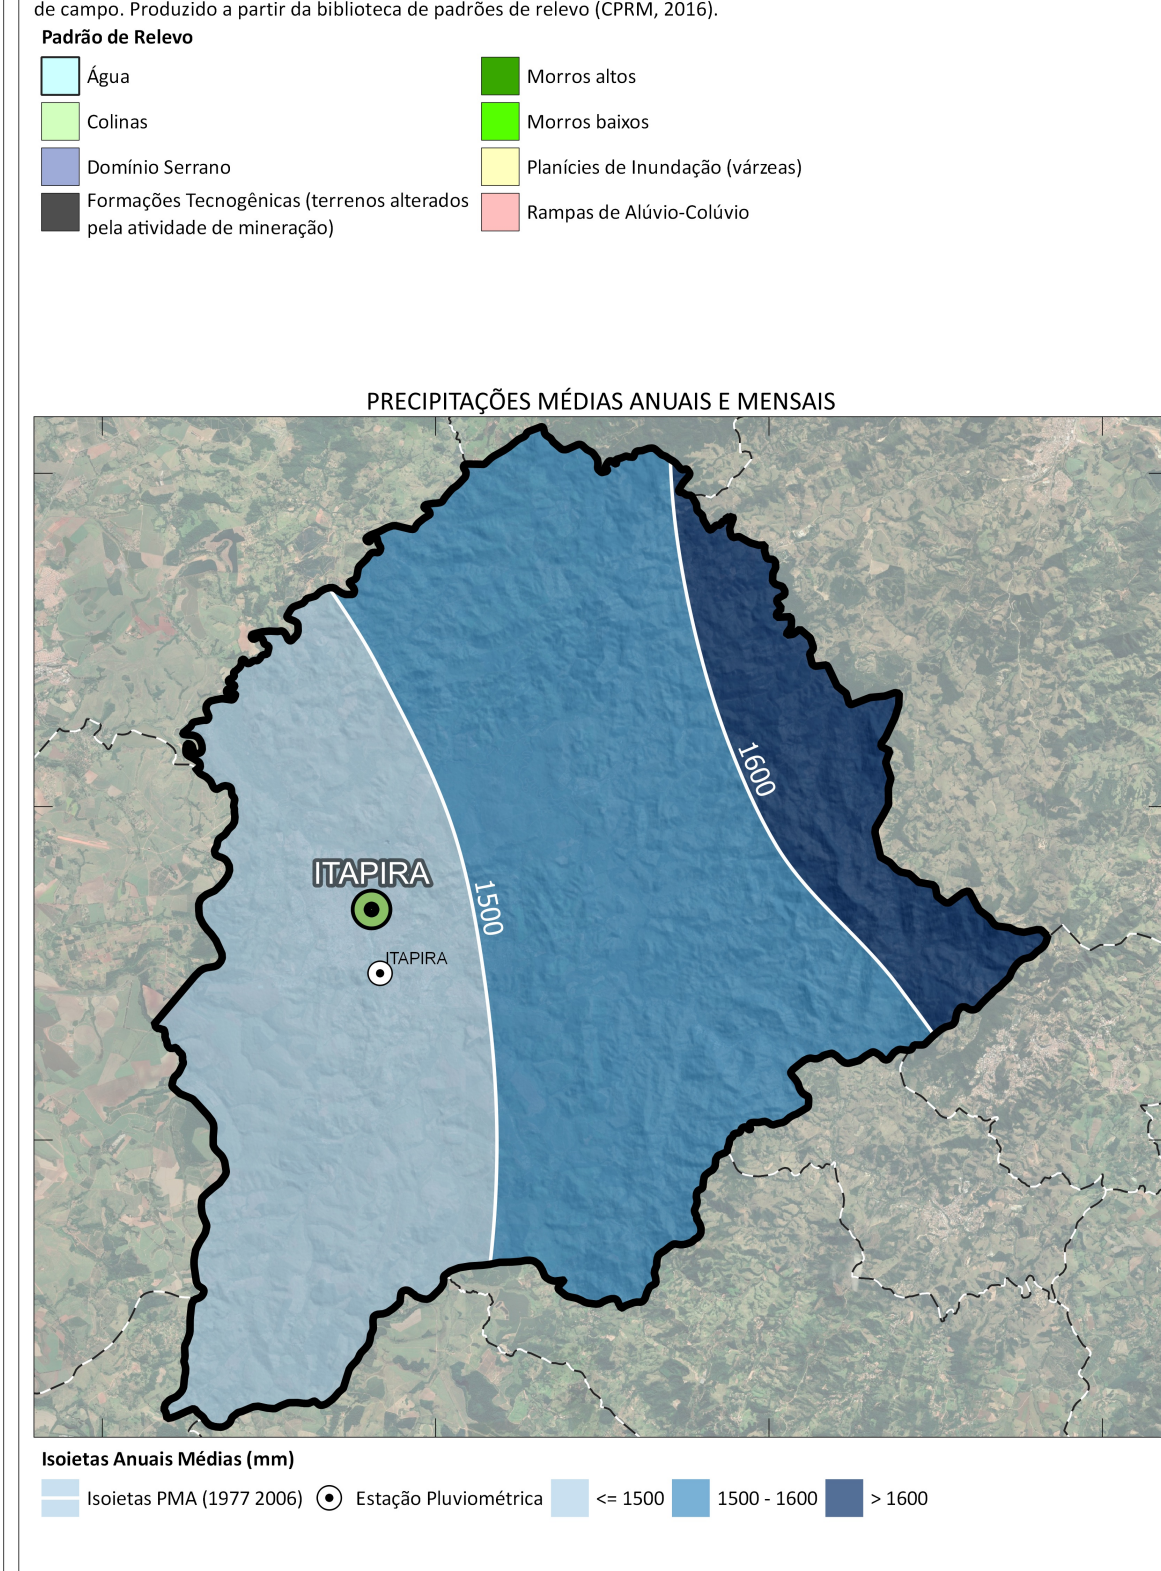 de campo. Produzido a partir da biblioteca de padrões de relevo (CPRM, 2016).
Padrão de Relevo
Água
Morros altos
Colinas
Morros baixos
Domínio Serrano
Planícies de Inundação (várzeas)
Formações Tecnogênicas (terrenos alterados
pela atividade de mineração)
Rampas de Alúvio-Colúvio
PRECIPITAÇÕES MÉDIAS ANUAIS E MENSAIS
1600
ITAPIRA
1500
ITAPIRA
Isoietas Anuais Médias (mm)
Isoietas PMA (1977 2006) Estação Pluviométrica <= 1500 1500 - 1600 > 1600